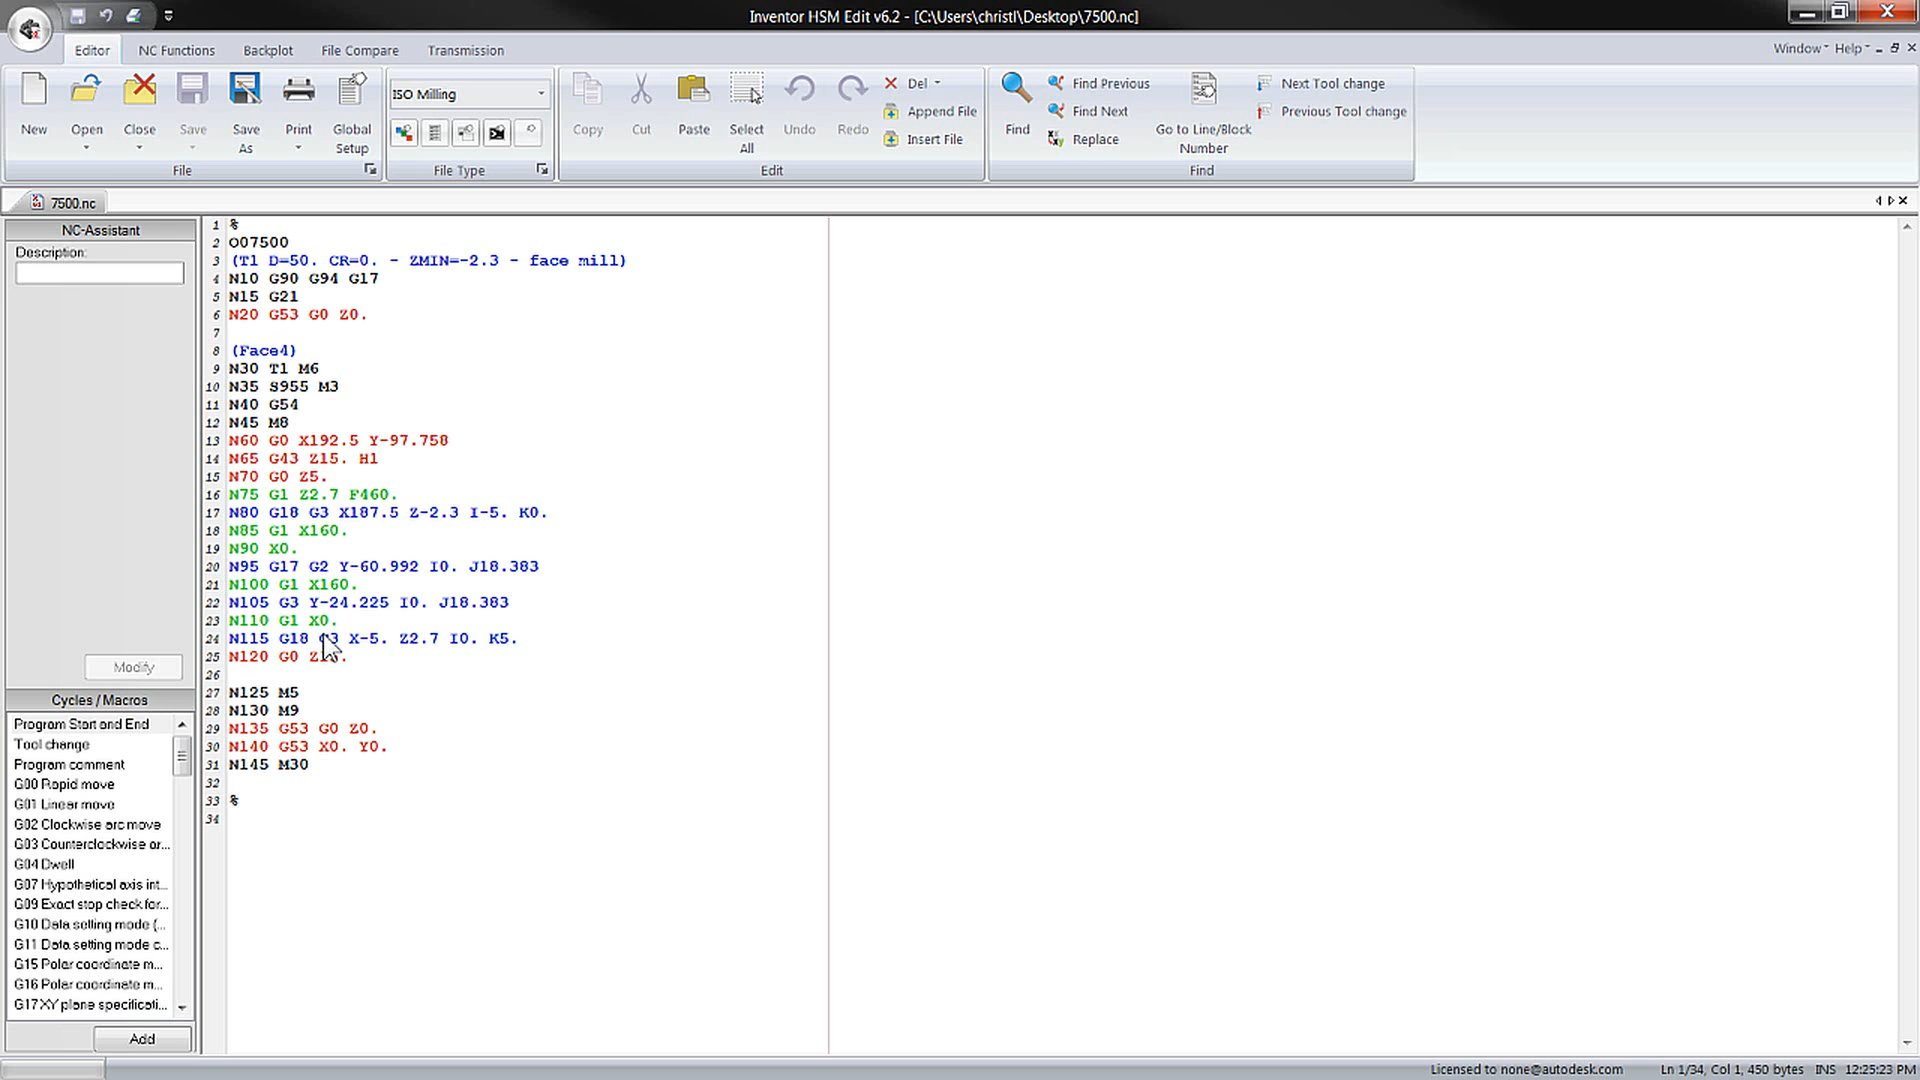 Inventor HSM Edit v6.2 - [C:\Users\christl\Desktop\7500.nc]
Editor NC Functions Backplot File Compare Transmission
Window Help
New Open Close Save Save As Print Global Setup
File
ISO Milling
File Type
Copy Cut Paste Select All Undo Redo
Del
Append File
Insert File
Edit
Find
Find Previous
Find Next
Replace
Go to Line/Block Number
Next Tool change
Previous Tool change
Find
7500.nc
NC-Assistant
Description:
Modify
Cycles / Macros
Program Start and End
Tool change
Program comment
G00 Rapid move
G01 Linear move
G02 Clockwise arc move
G03 Counterclockwise ar...
G04 Dwell
G07 Hypothetical axis int...
G09 Exact stop check for...
G10 Data setting mode (...
G11 Data setting mode c...
G15 Polar coordinate m...
G16 Polar coordinate m...
G17 XY plane specificati...
Add
1 %
2 O07500
3 (T1 D=50. CR=0. - ZMIN=-2.3 - face mill)
4 N10 G90 G94 G17
5 N15 G21
6 N20 G53 G0 Z0.
7
8 (Face4)
9 N30 T1 M6
10 N35 S955 M3
11 N40 G54
12 N45 M8
13 N60 G0 X192.5 Y-97.758
14 N65 G43 Z15. H1
15 N70 G0 Z5.
16 N75 G1 Z2.7 F460.
17 N80 G18 G3 X187.5 Z-2.3 I-5. K0.
18 N85 G1 X160.
19 N90 X0.
20 N95 G17 G2 Y-60.992 I0. J18.383
21 N100 G1 X160.
22 N105 G3 Y-24.225 I0. J18.383
23 N110 G1 X0.
24 N115 G18 G3 X-5. Z2.7 I0. K5.
25 N120 G0
26
27 N125 M5
28 N130 M9
29 N135 G53 G0 Z0.
30 N140 G53 X0. Y0.
31 N145 M30
32
33 %
34
Licensed to none@autodesk.com Ln 1/34, Col 1, 450 bytes INS 12:25:23 PM